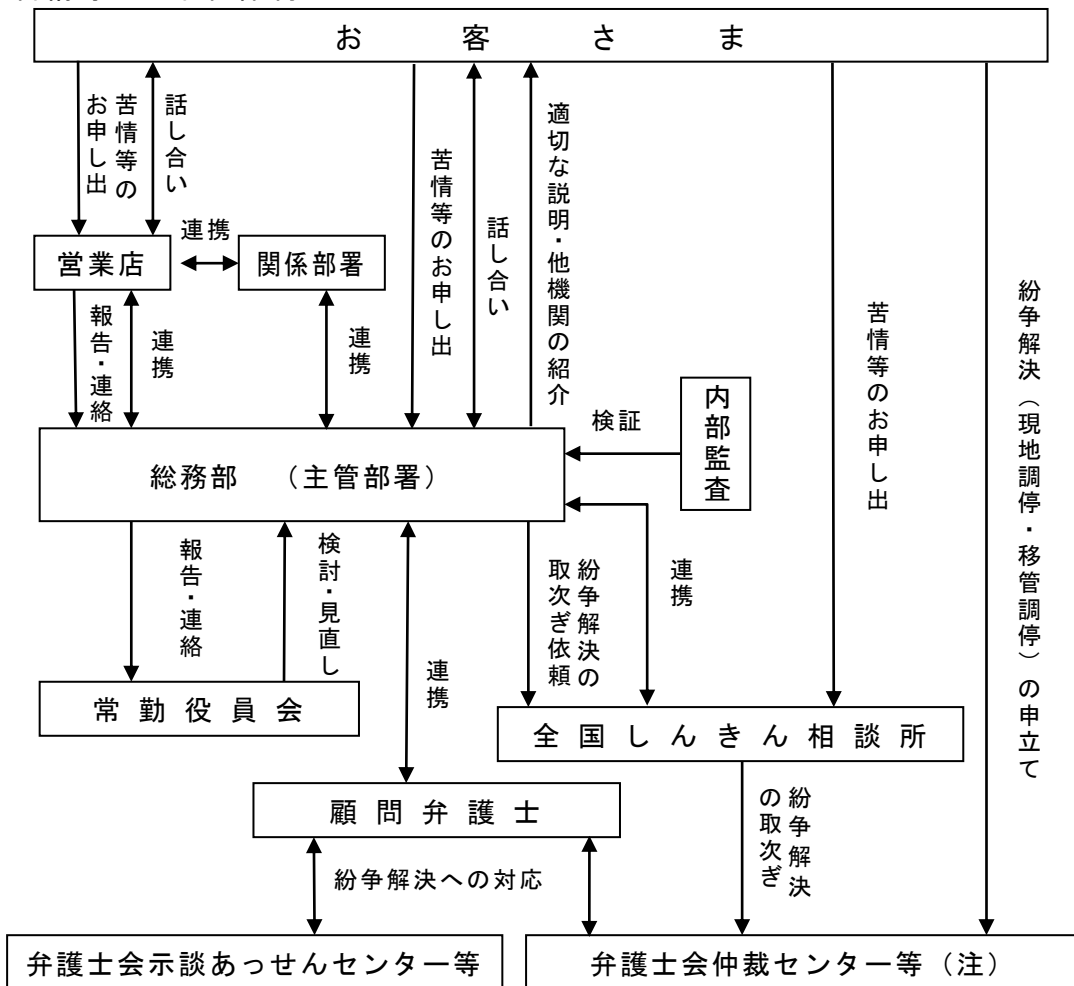 お客さま
苦情等の
お申し出
話し合い
苦情等のお申し出
話し合い
適切な説明・他機関の紹介
苦情等のお申し出
紛争解決（現地調停・移管調停）の申立て
営業店
連携
関係部署
報告・連絡
連携
連携
内部監査
検証
総務部　（主管部署）
報告・連絡
検討・見直し
連携
紛争解決の
取次ぎ依頼
連携
常勤役員会
全国しんきん相談所
顧問弁護士
紛争解決
の取次ぎ
紛争解決への対応
弁護士会示談あっせんセンター等
弁護士会仲裁センター等（注）